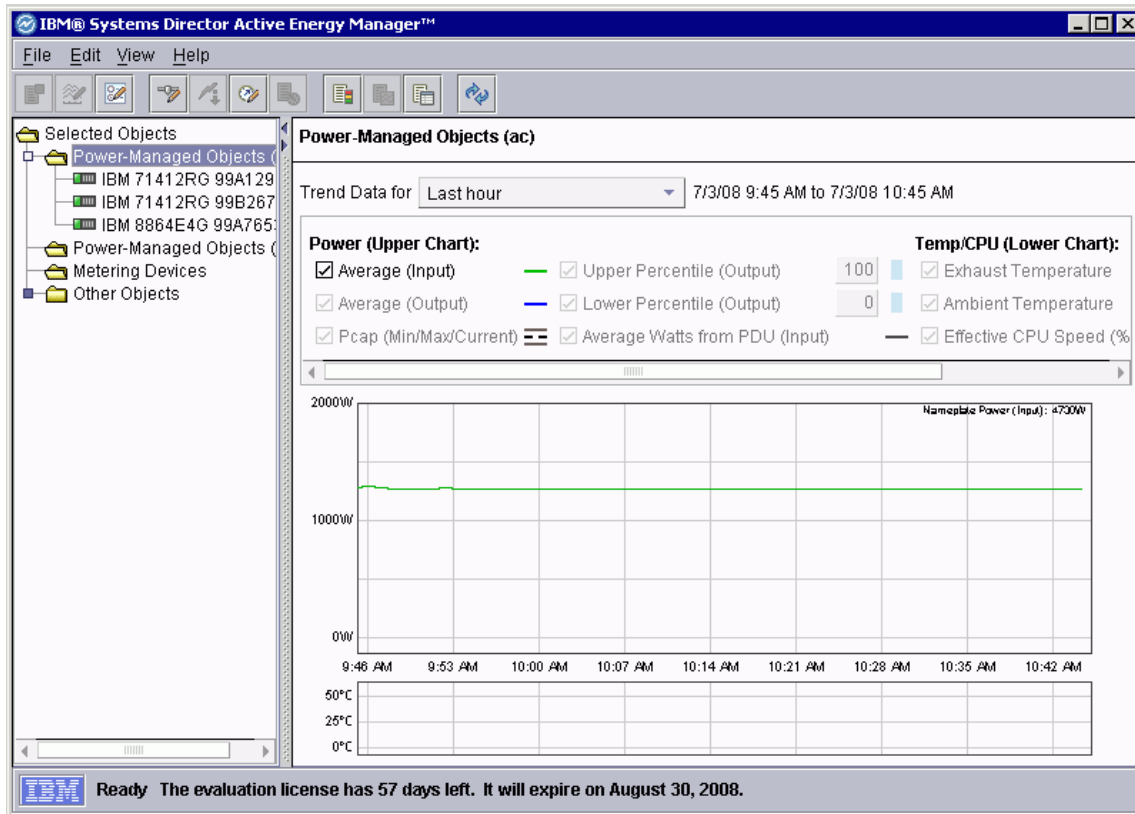 IBM® Systems Director Active Energy Manager™
File Edit View Help
Selected Objects
Power-Managed Objects (
IBM 71412RG 99A129
IBM 71412RG 99B267
IBM 8864E4G 99A765
Power-Managed Objects (
Metering Devices
Other Objects
Power-Managed Objects (ac)
Trend Data for Last hour 7/3/08 9:45 AM to 7/3/08 10:45 AM
Power (Upper Chart): Temp/CPU (Lower Chart):
Average (Input) Upper Percentile (Output) 100 Exhaust Temperature
Average (Output) Lower Percentile (Output) 0 Ambient Temperature
Pcap (Min/Max/Current) Average Watts from PDU (Input) Effective CPU Speed (%
2000W
Nameplate Power (Input): 4700W
1000W
0W
9:46 AM 9:53 AM 10:00 AM 10:07 AM 10:14 AM 10:21 AM 10:28 AM 10:35 AM 10:42 AM
50°C
25°C
0°C
IBM Ready The evaluation license has 57 days left. It will expire on August 30, 2008.